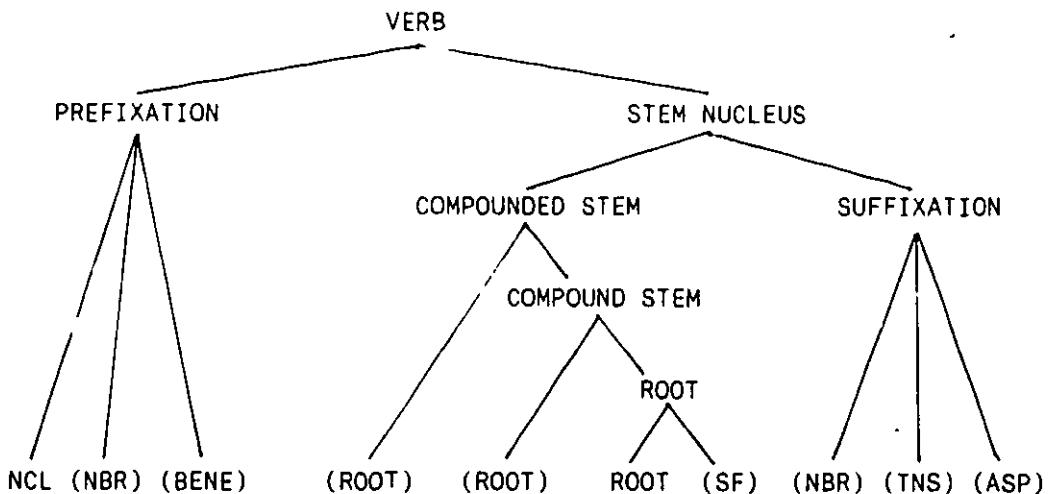 VERB
PREFIXATION STEM NUCLEUS
COMPOUNDED STEM SUFFIXATION
COMPOUND STEM
ROOT
NCL (NBR) (BENE) (ROOT) (ROOT) ROOT (SF) (NBR) (TNS) (ASP)